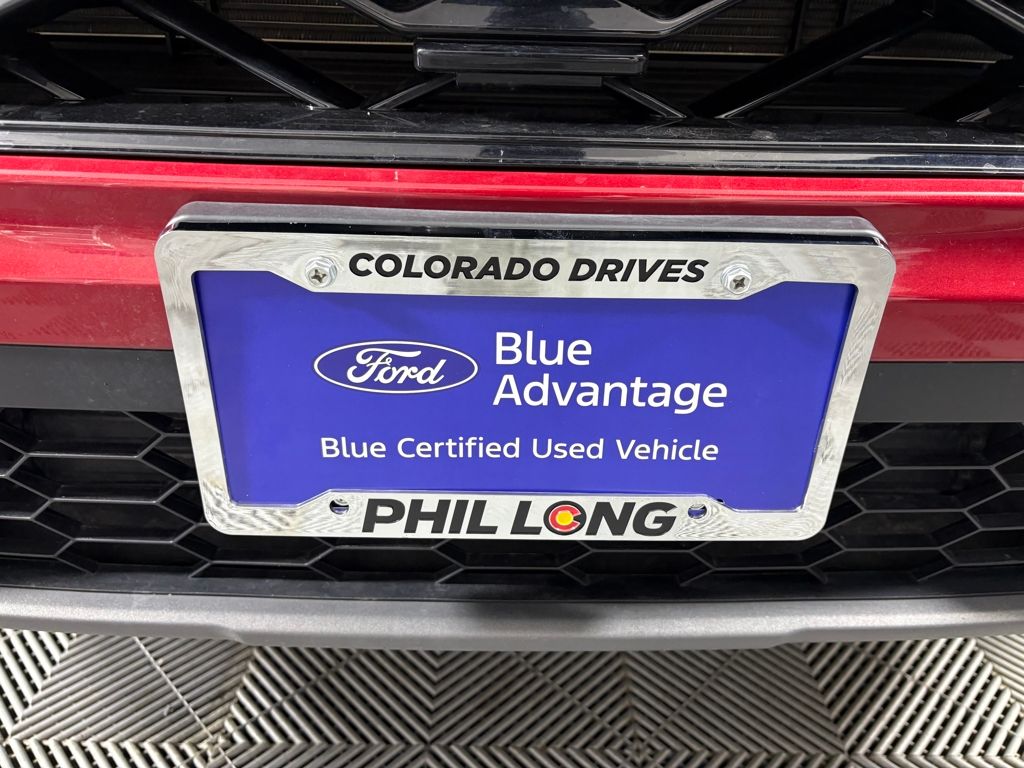 COLORADO DRIVES
Ford
Blue
Advantage
Blue Certified Used Vehicle
PHIL LONG